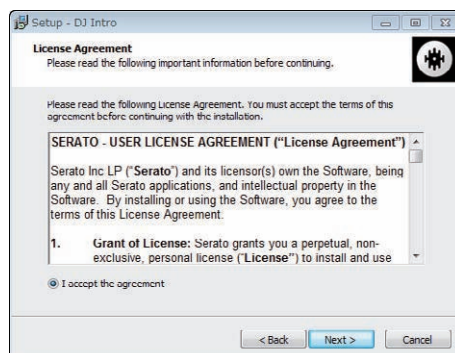 Setup - DJ Intro
License Agreement
Please read the following important information before continuing.
Please read the following License Agreement. You must accept the terms of this
agreement before continuing with the installation.
SERATO - USER LICENSE AGREEMENT ("License Agreement")
Serato Inc LP ("Serato") and its licensor(s) own the Software, being
any and all Serato applications, and intellectual property in the
Software. By installing or using the Software, you agree to the
terms of this License Agreement.
1. Grant of License: Serato grants you a perpetual, non-
exclusive, personal license ("License") to install and use
I accept the agreement
< Back Next > Cancel